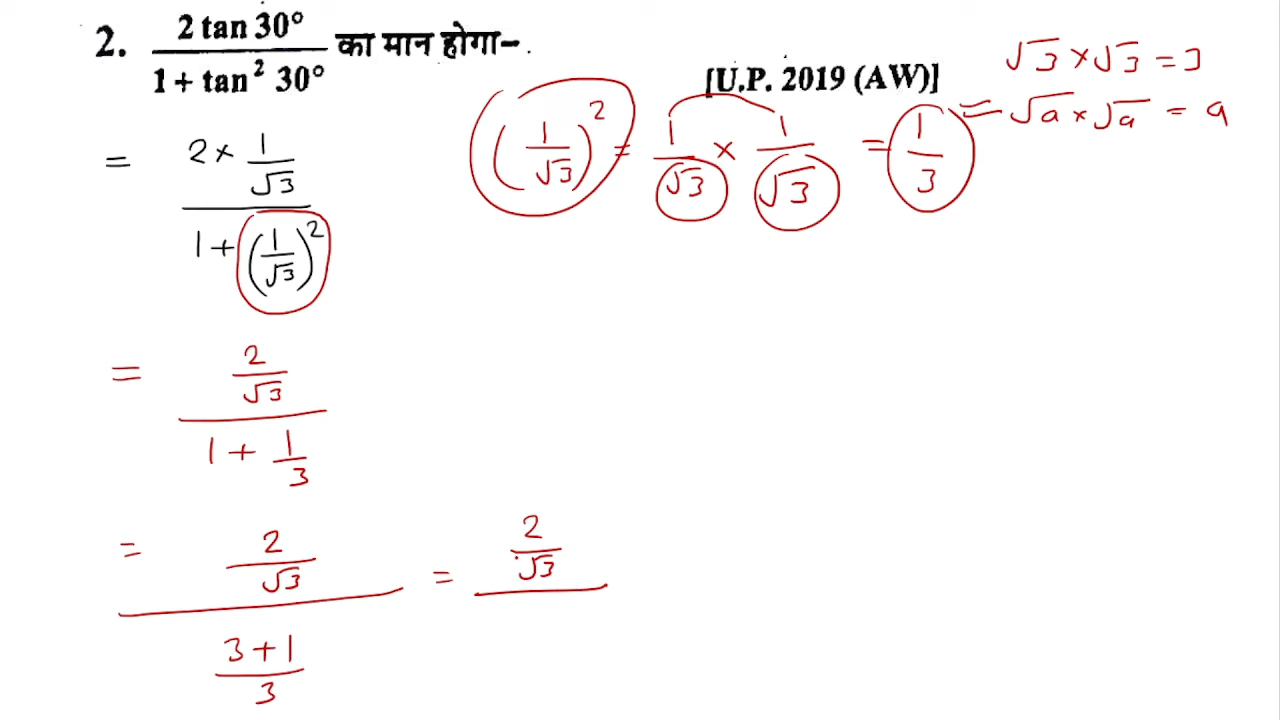 2. 2 tan 30° / 1 + tan² 30° का मान होगा–
[U.P. 2019 (AW)]
√3 × √3 = 3
= √a × √a = a
= (2 × 1/√3) / (1 + (1/√3)²)
(1/√3)² = 1/√3 × 1/√3 = 1/3
= (2/√3) / (1 + 1/3)
= (2/√3) / ((3+1)/3) = (2/√3) /